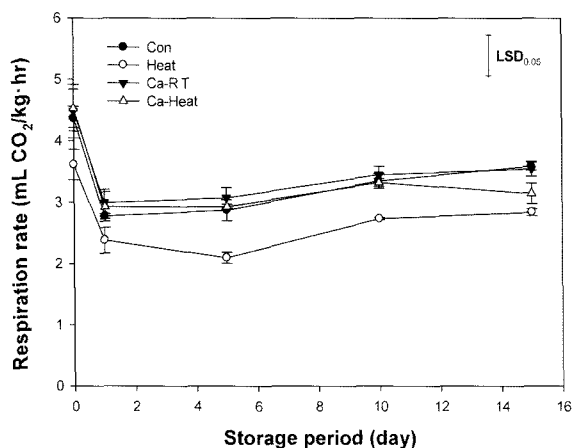 6
5
4
3
2
1
0
Respiration rate (mL CO₂/kg·hr)
Con
Heat
Ca-RT
Ca-Heat
LSD₀.₀₅
0 2 4 6 8 10 12 14 16
Storage period (day)